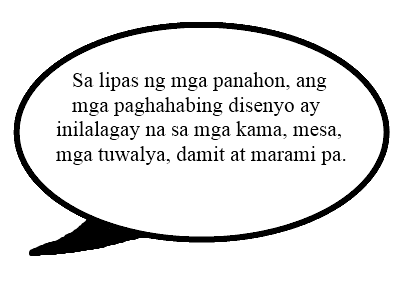 Sa lipas ng mga panahon, ang
mga paghahabing disenyo ay
inilalagay na sa mga kama, mesa,
mga tuwalya, damit at marami pa.